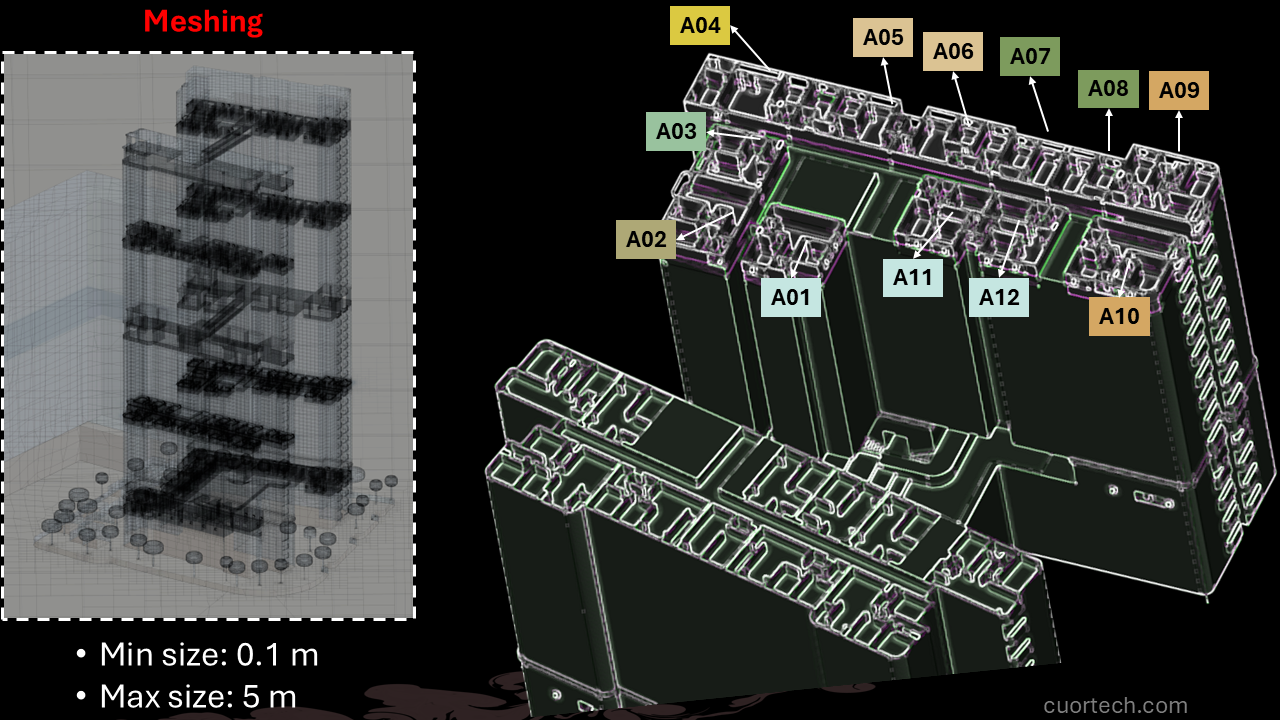 Meshing
A04
A05
A06
A07
A08
A09
A03
A02
A01
A11
A12
A10
• Min size: 0.1 m
• Max size: 5 m
cuortech.com